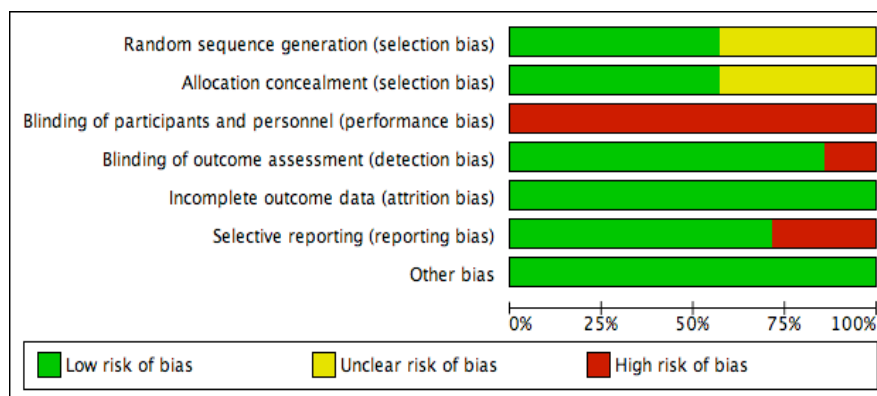 Random sequence generation (selection bias)
Allocation concealment (selection bias)
Blinding of participants and personnel (performance bias)
Blinding of outcome assessment (detection bias)
Incomplete outcome data (attrition bias)
Selective reporting (reporting bias)
Other bias
0% 25% 50% 75% 100%
Low risk of bias Unclear risk of bias High risk of bias